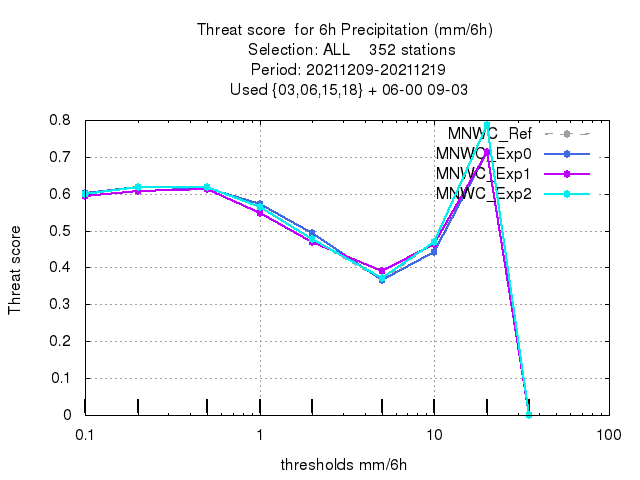 Threat score  for 6h Precipitation (mm/6h)
Selection: ALL    352 stations
Period: 20211209-20211219
Used {03,06,15,18} + 06-00 09-03
Threat score
0.8
0.7
0.6
0.5
0.4
0.3
0.2
0.1
0
MNWC_Ref
MNWC_Exp0
MNWC_Exp1
MNWC_Exp2
0.1 1 10 100
thresholds mm/6h